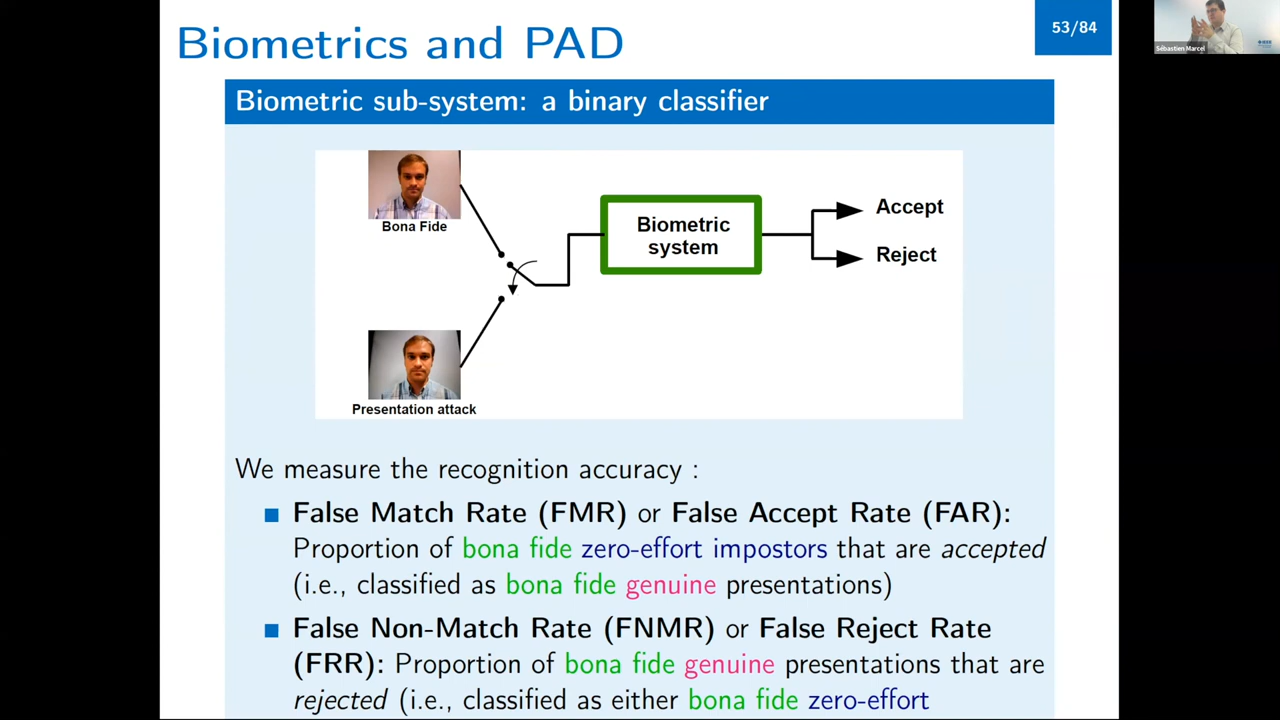 Biometrics and PAD
53/84
Sébastien Marcel
Biometric sub-system: a binary classifier
Bona Fide
Biometric
system
Accept
Reject
Presentation attack
We measure the recognition accuracy :
False Match Rate (FMR) or False Accept Rate (FAR):
Proportion of bona fide zero-effort impostors that are accepted
(i.e., classified as bona fide genuine presentations)
False Non-Match Rate (FNMR) or False Reject Rate
(FRR): Proportion of bona fide genuine presentations that are
rejected (i.e., classified as either bona fide zero-effort